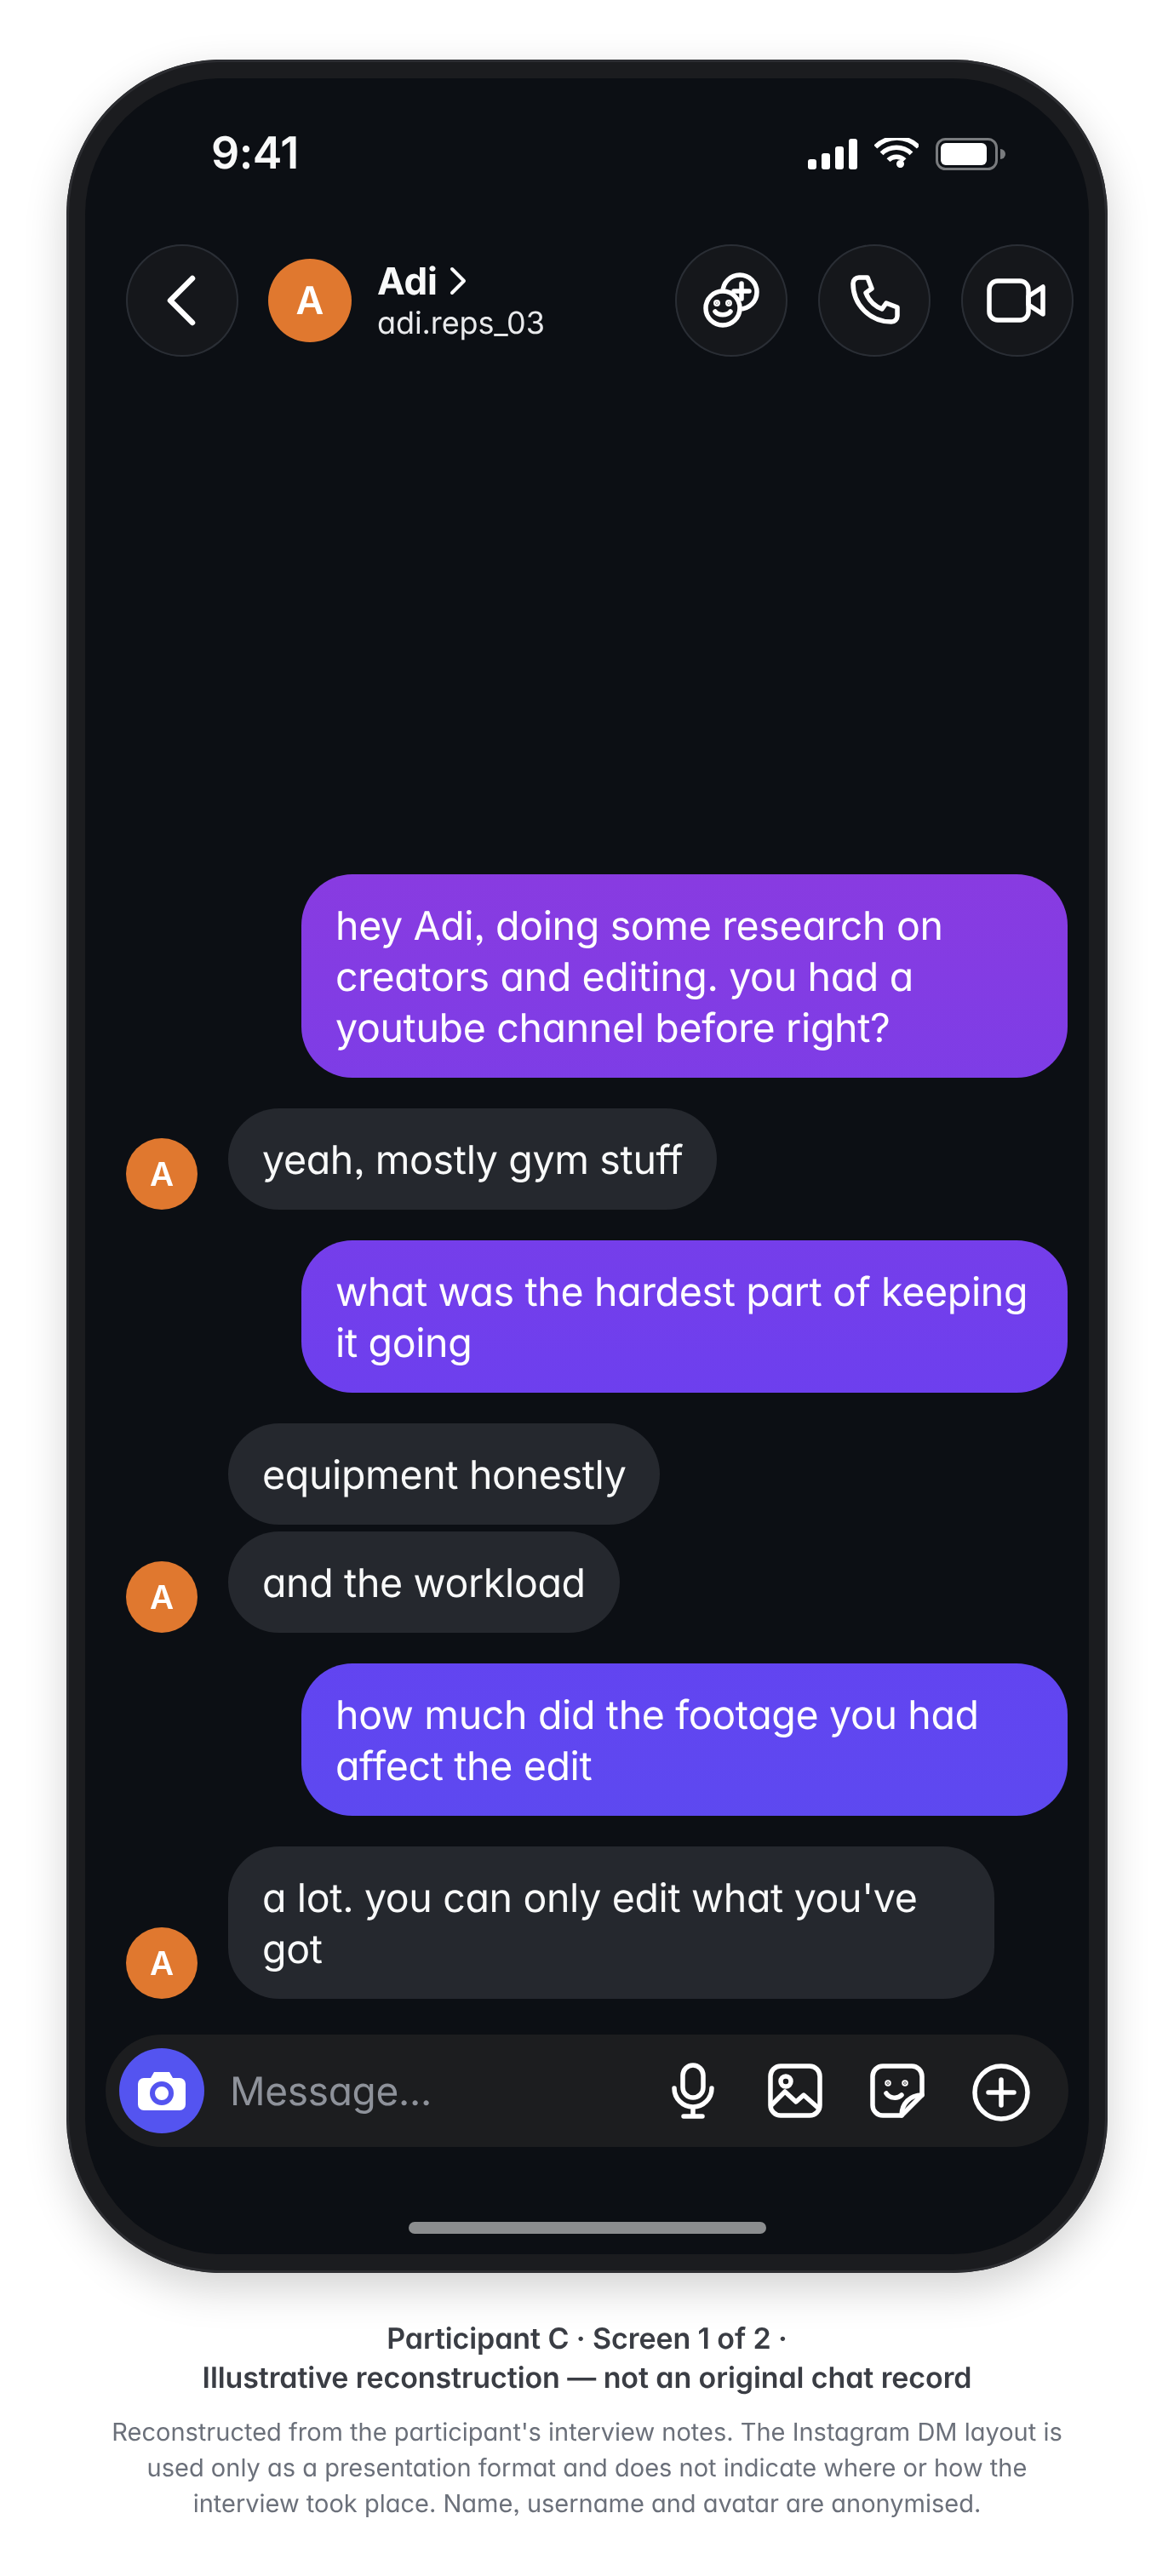 9:41
A
Adi
adi.reps_03
hey Adi, doing some research on
creators and editing. you had a
youtube channel before right?
yeah, mostly gym stuff
A
what was the hardest part of keeping
it going
equipment honestly
and the workload
A
how much did the footage you had
affect the edit
a lot. you can only edit what you've
got
A
Message...
Participant C · Screen 1 of 2 ·
Illustrative reconstruction — not an original chat record
Reconstructed from the participant's interview notes. The Instagram DM layout is
used only as a presentation format and does not indicate where or how the
interview took place. Name, username and avatar are anonymised.